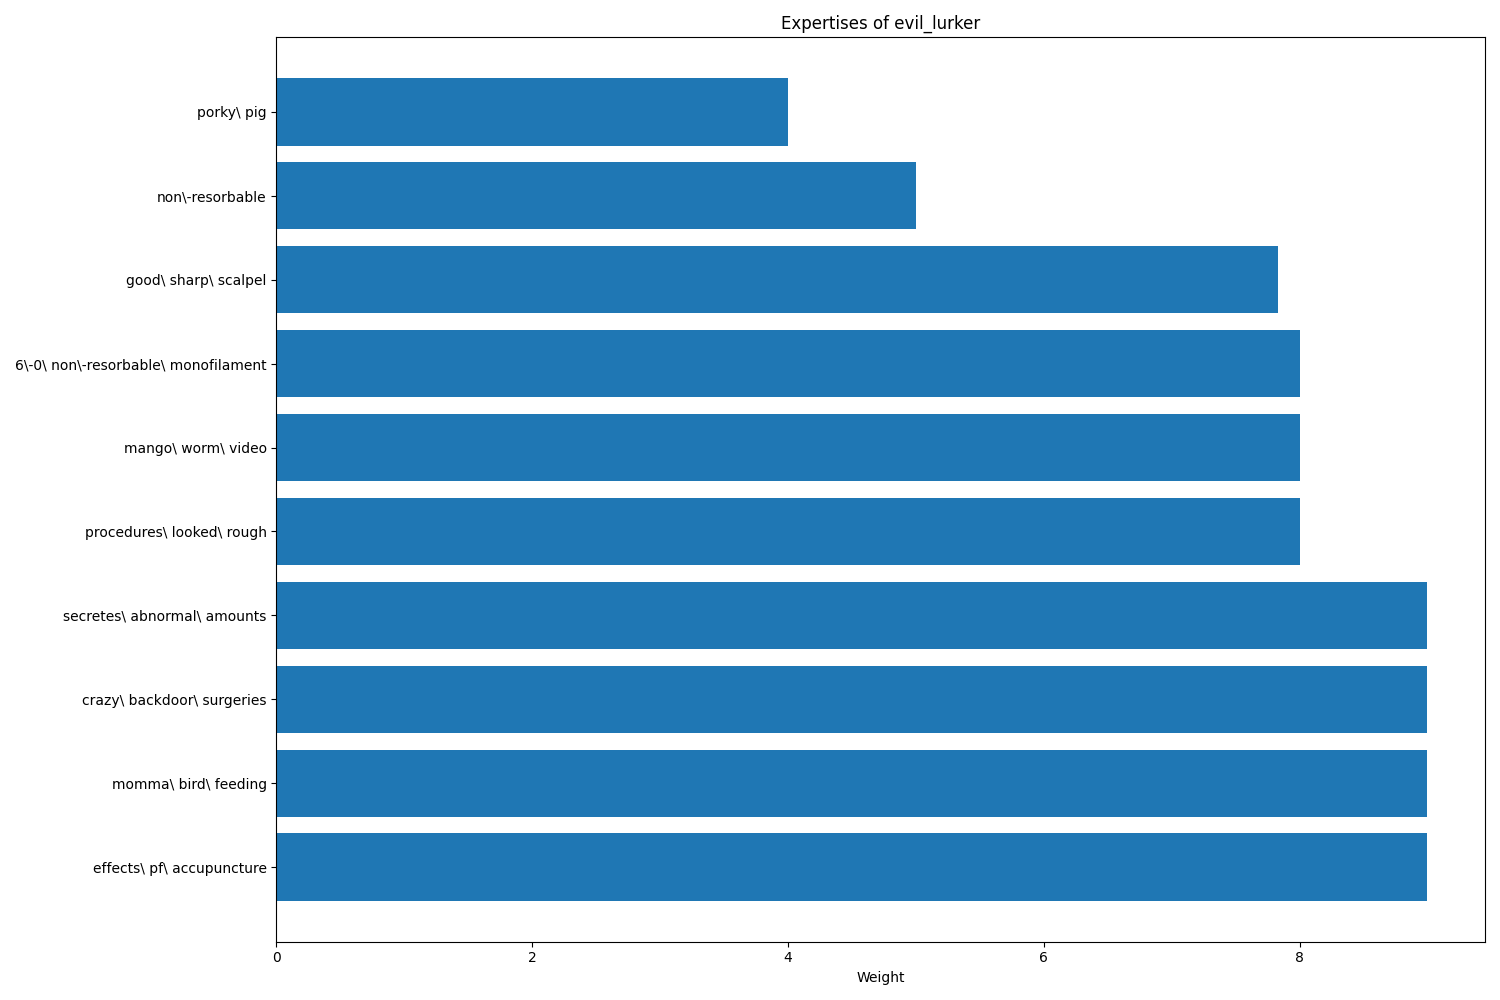 Expertises of evil_lurker
porky\ pig
non\-resorbable
good\ sharp\ scalpel
6\-0\ non\-resorbable\ monofilament
mango\ worm\ video
procedures\ looked\ rough
secretes\ abnormal\ amounts
crazy\ backdoor\ surgeries
momma\ bird\ feeding
effects\ pf\ accupuncture
0 2 4 6 8
Weight